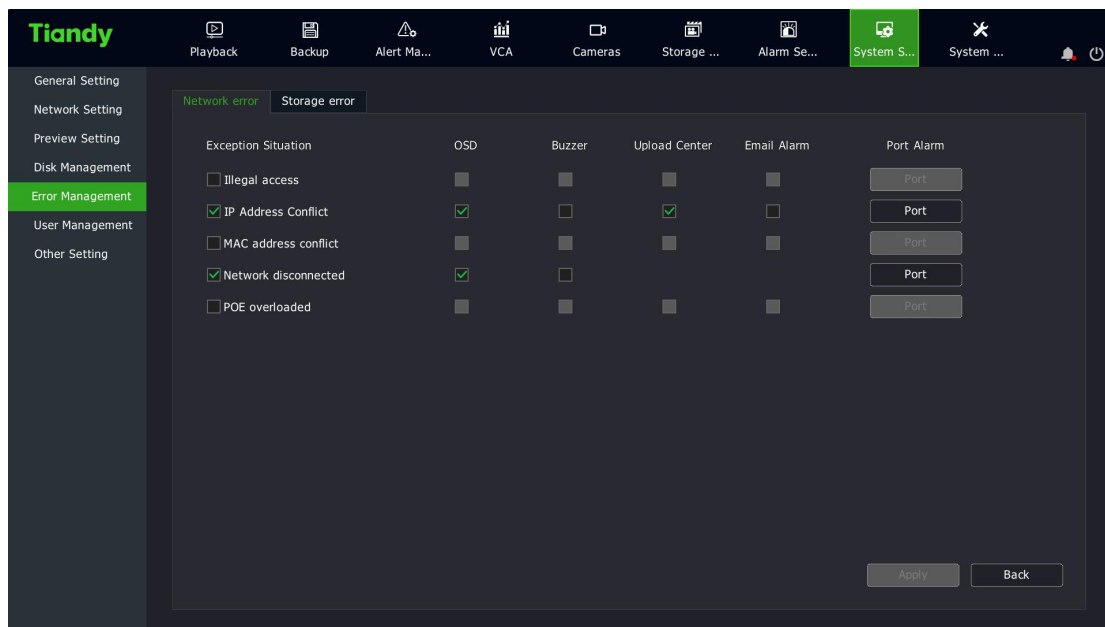 Tiandy
Playback Backup Alert Ma... VCA Cameras Storage ... Alarm Se... System S... System ...
General Setting
Network Setting
Preview Setting
Disk Management
Error Management
User Management
Other Setting
Network error Storage error
Exception Situation OSD Buzzer Upload Center Email Alarm Port Alarm
Illegal access Port
IP Address Conflict Port
MAC address conflict Port
Network disconnected Port
POE overloaded Port
Apply Back